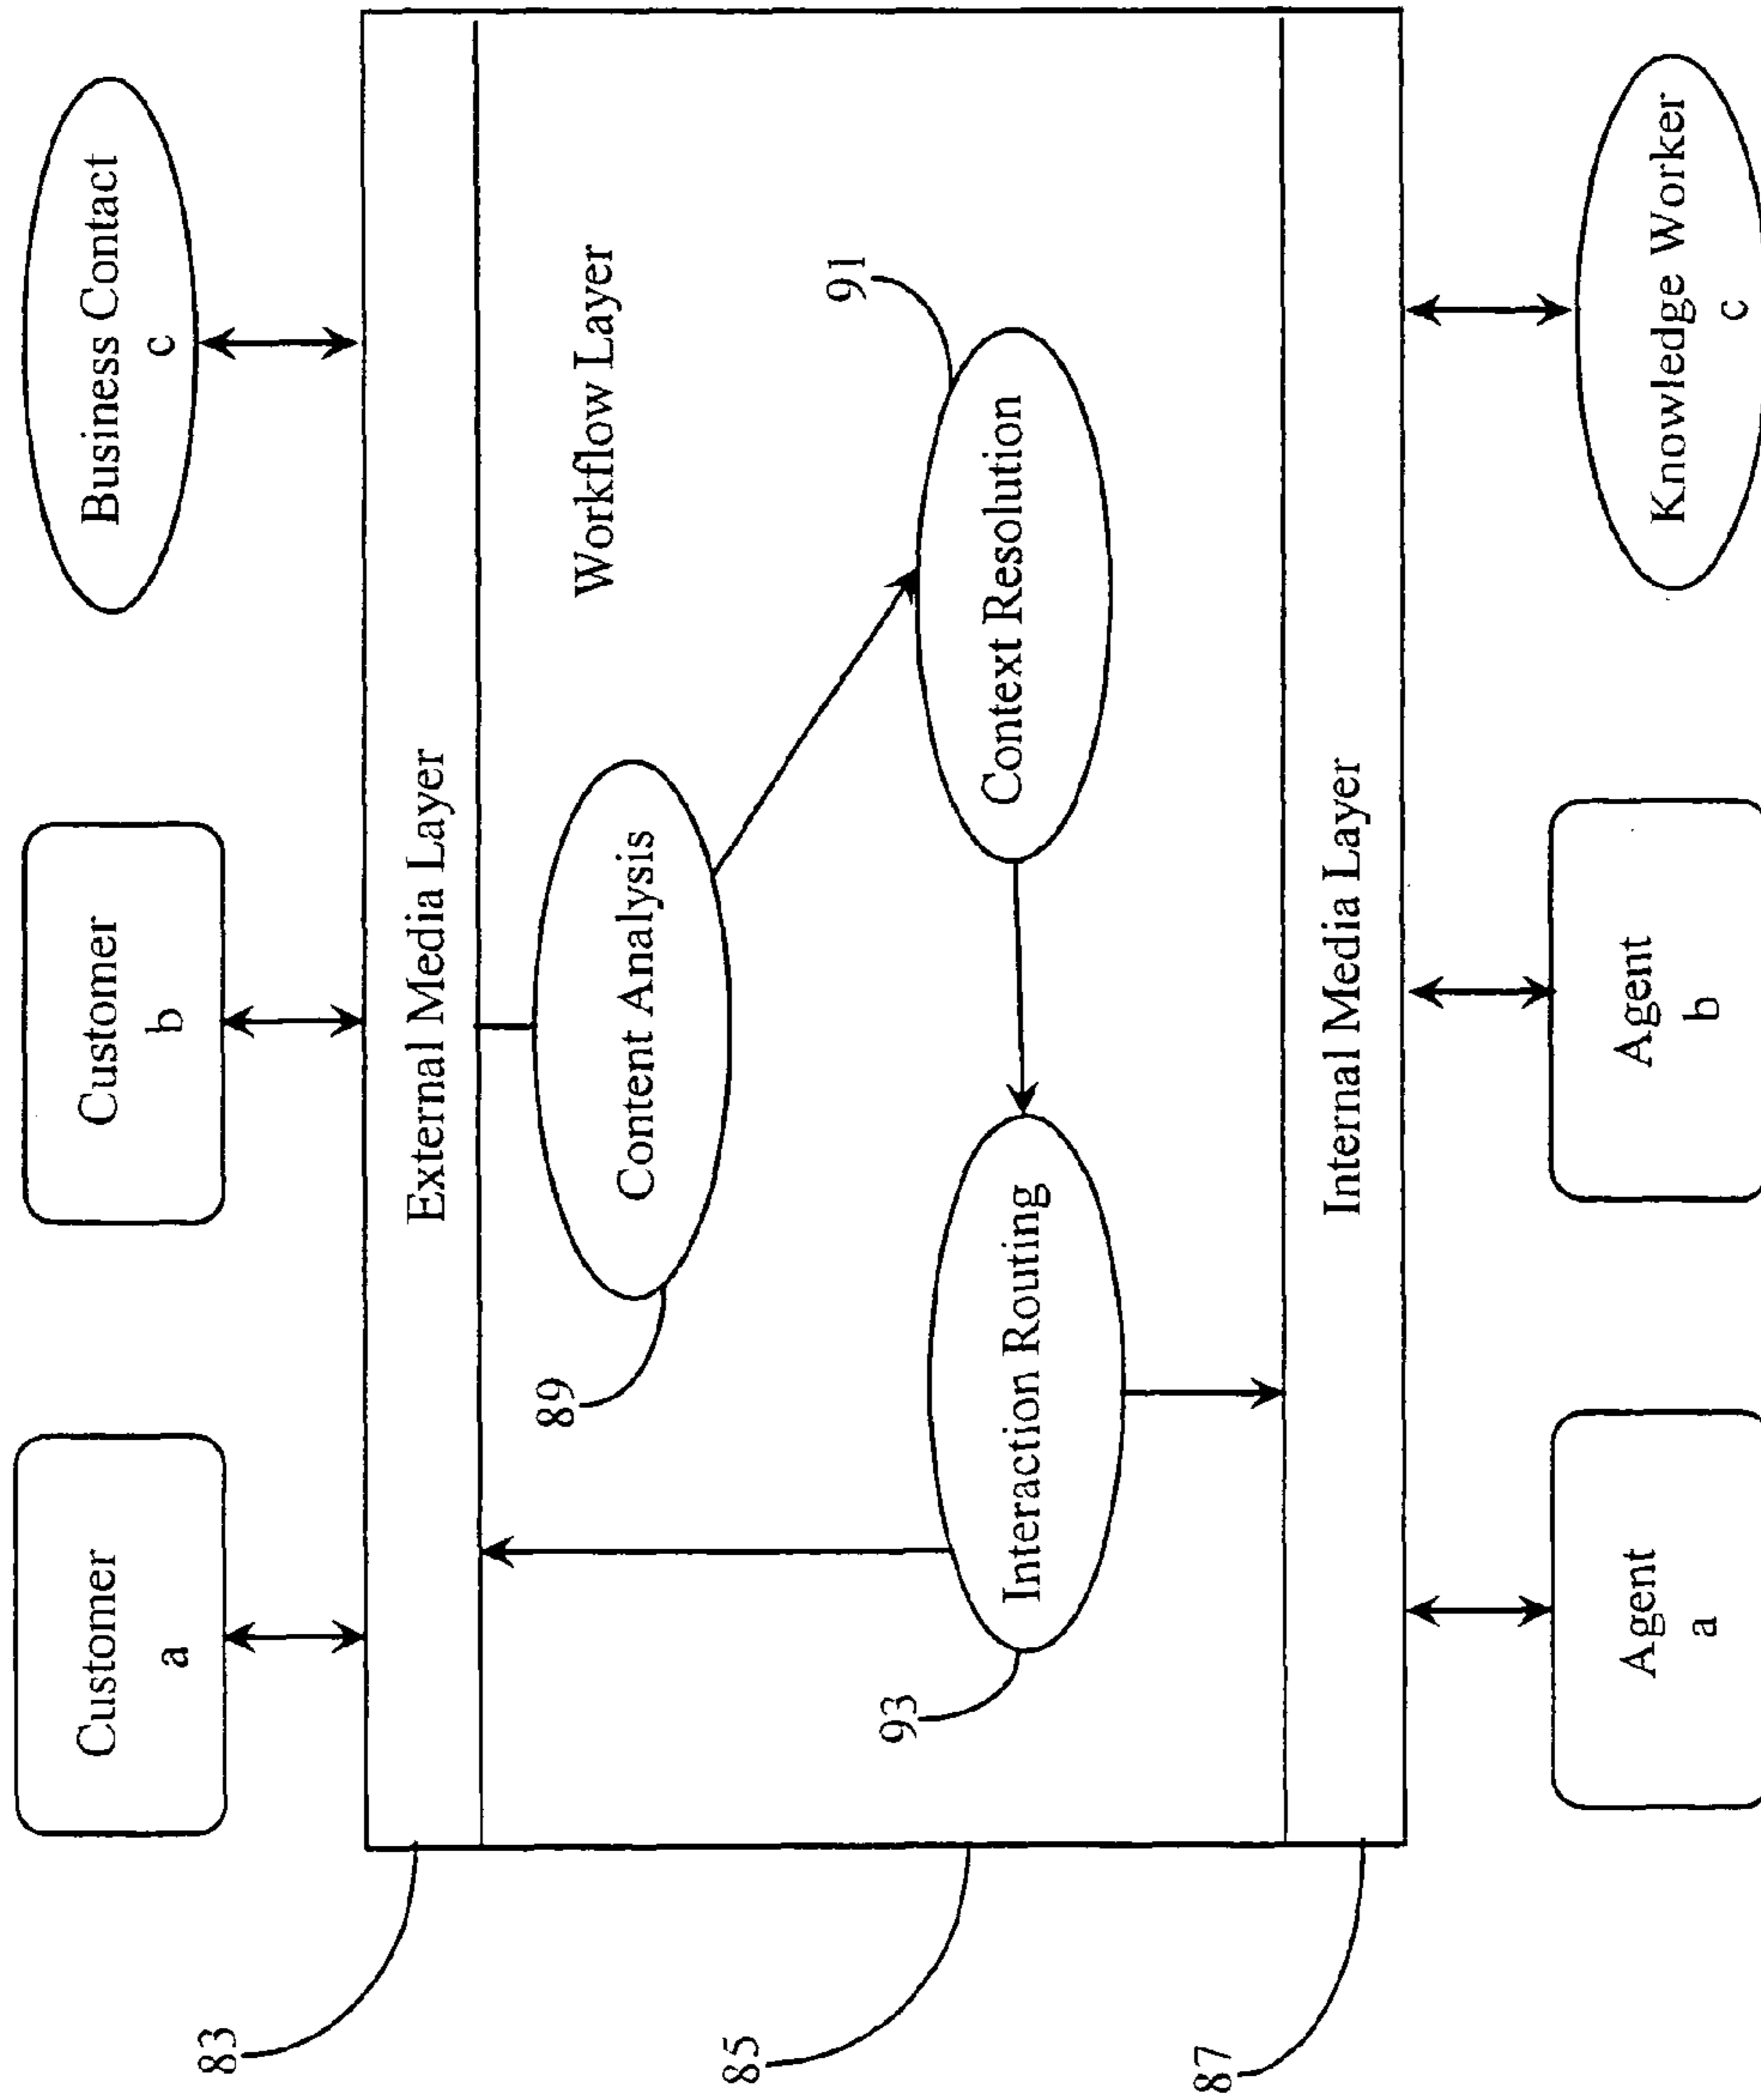 Customer
a
Customer
b
Business Contact
c
83
External Media Layer
Workflow Layer
89
Content Analysis
91
85
93
Interaction Routing
Context Resolution
87
Internal Media Layer
Agent
a
Agent
b
Knowledge Worker
c